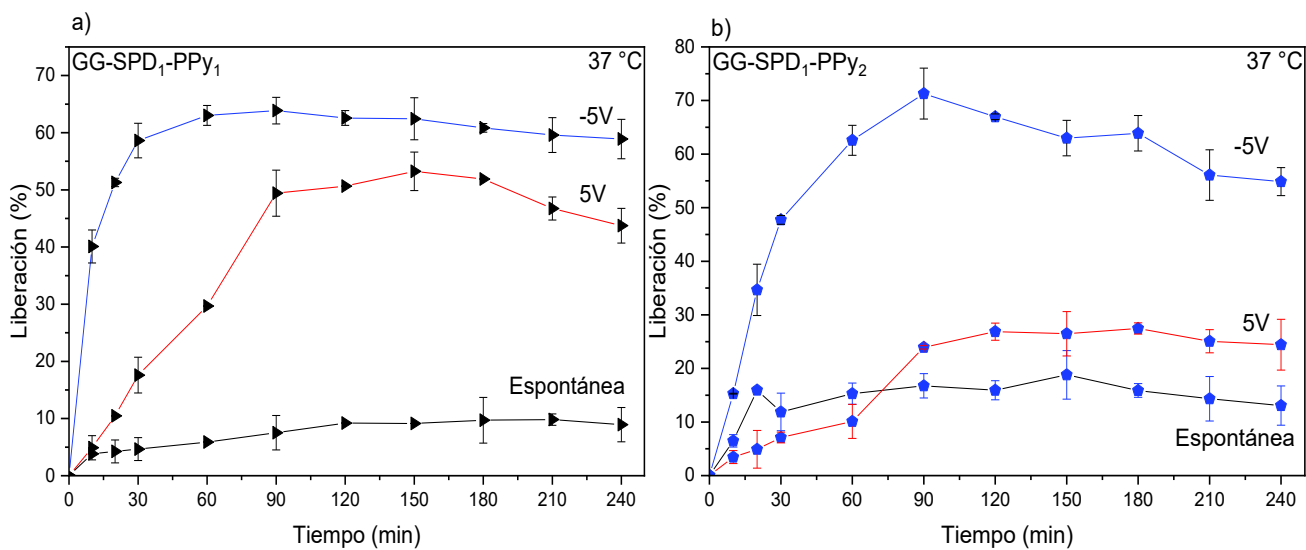 a)
GG-SPD₁-PPy₁
37 °C
-5V
5V
Espontánea
Liberación (%)
0
10
20
30
40
50
60
70
0
30
60
90
120
150
180
210
240
Tiempo (min)
b)
GG-SPD₁-PPy₂
37 °C
-5V
5V
Espontánea
Liberación (%)
0
10
20
30
40
50
60
70
80
0
30
60
90
120
150
180
210
240
Tiempo (min)